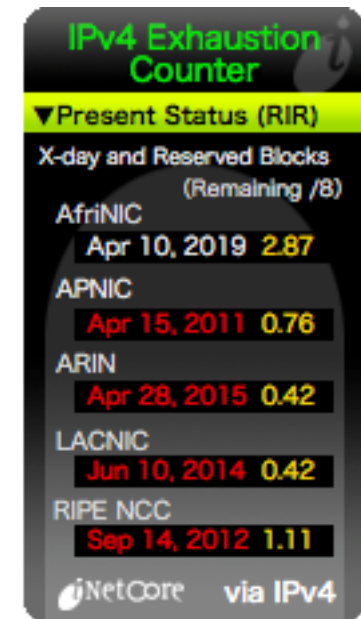 IPv4 Exhaustion
Counter
▼Present Status (RIR)
X-day and Reserved Blocks
(Remaining /8)
AfriNIC
Apr 10, 2019 2.87
APNIC
Apr 15, 2011 0.76
ARIN
Apr 28, 2015 0.42
LACNIC
Jun 10, 2014 0.42
RIPE NCC
Sep 14, 2012 1.11
iNetCore via IPv4